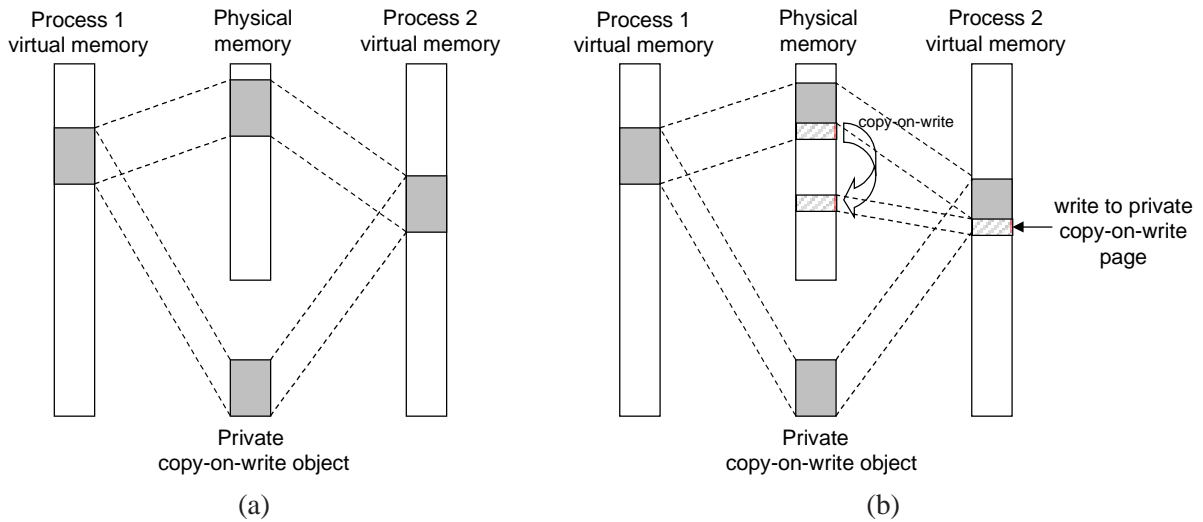 Process 1
virtual memory
Physical
memory
Process 2
virtual memory
Private
copy-on-write object
(a)
Process 1
virtual memory
Physical
memory
Process 2
virtual memory
copy-on-write
write to private
copy-on-write
page
Private
copy-on-write object
(b)